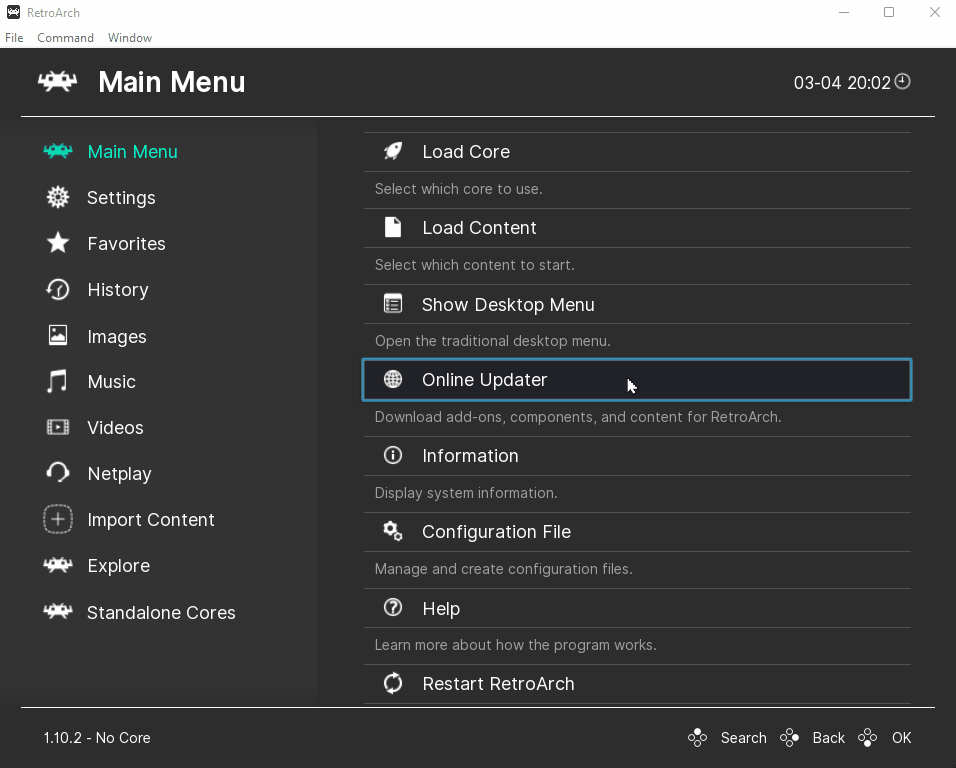 RetroArch
File Command Window
Main Menu
03-04 20:02
Main Menu
Settings
Favorites
History
Images
Music
Videos
Netplay
Import Content
Explore
Standalone Cores
Load Core
Select which core to use.
Load Content
Select which content to start.
Show Desktop Menu
Open the traditional desktop menu.
Online Updater
Download add-ons, components, and content for RetroArch.
Information
Display system information.
Configuration File
Manage and create configuration files.
Help
Learn more about how the program works.
Restart RetroArch
1.10.2 - No Core
Search Back OK